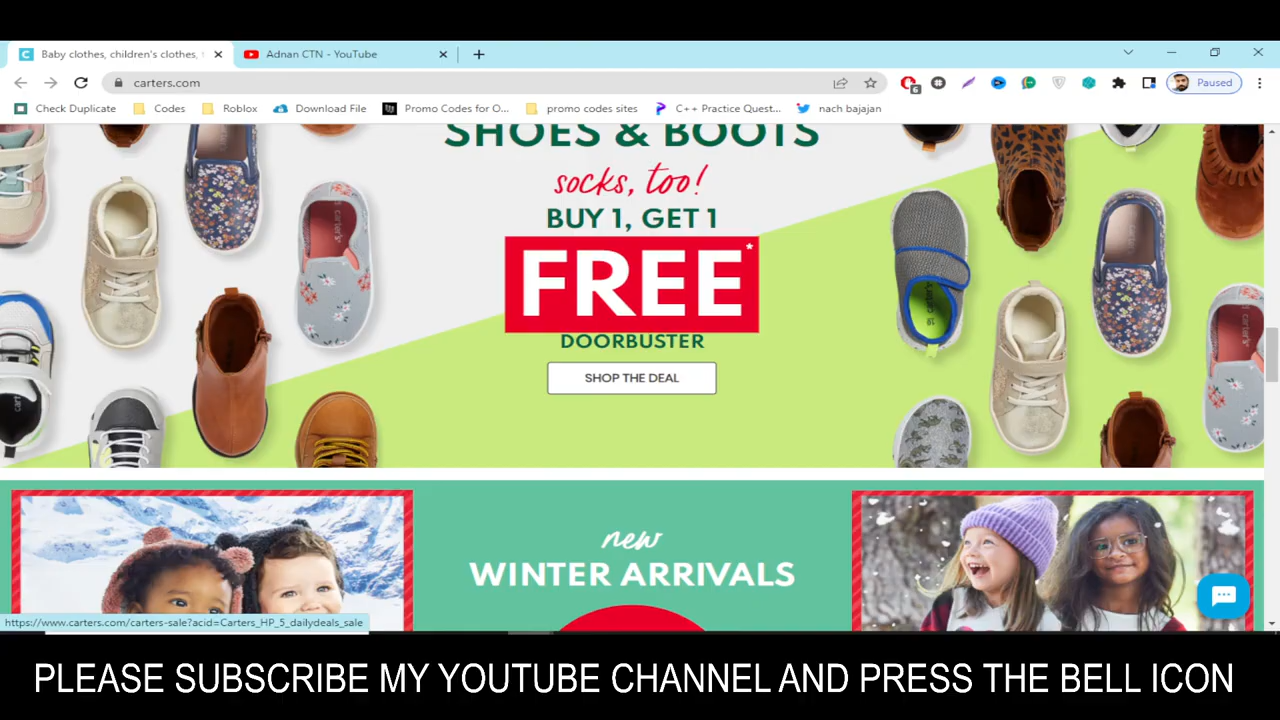 Baby clothes, children's clothes,
Adnan CTN - YouTube
carters.com
6
Paused
Check Duplicate
Codes
Roblox
Download File
Promo Codes for O...
promo codes sites
C++ Practice Quest...
nach bajajan
SHOES & BOOTS
socks, too!
BUY 1, GET 1
FREE*
DOORBUSTER
SHOP THE DEAL
new
WINTER ARRIVALS
https://www.carters.com/carters-sale?acid=Carters_HP_5_dailydeals_sale
PLEASE SUBSCRIBE MY YOUTUBE CHANNEL AND PRESS THE BELL ICON